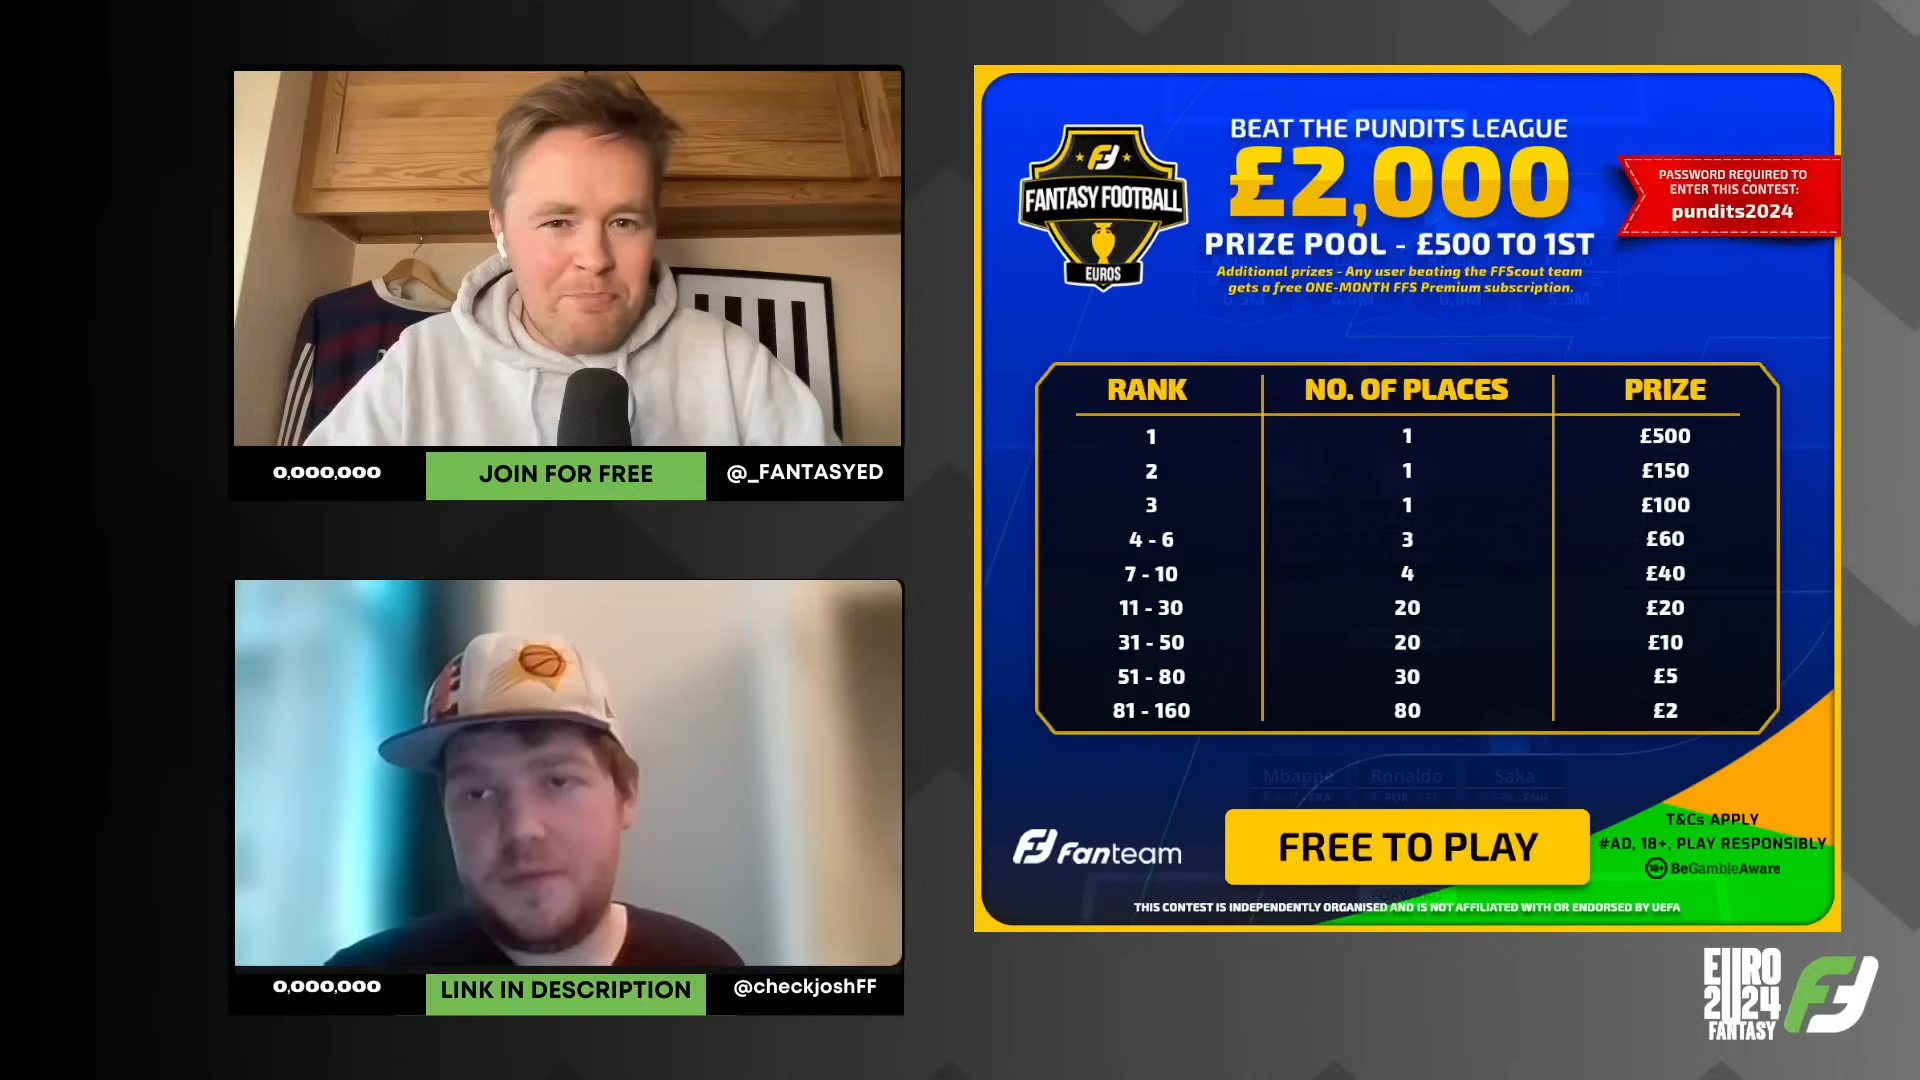 0,000,000
JOIN FOR FREE
@_FANTASYED
0,000,000
LINK IN DESCRIPTION
@checkjoshFF
FANTASY FOOTBALL
EUROS
BEAT THE PUNDITS LEAGUE
£2,000
PRIZE POOL - £500 TO 1ST
Additional prizes - Any user beating the FFScout team
gets a free ONE-MONTH FFS Premium subscription.
PASSWORD REQUIRED TO
ENTER THIS CONTEST:
pundits2024
RANK NO. OF PLACES PRIZE
1 1 £500
2 1 £150
3 1 £100
4 - 6 3 £60
7 - 10 4 £40
11 - 30 20 £20
31 - 50 20 £10
51 - 80 30 £5
81 - 160 80 £2
Mbappe Ronaldo Saka
Fanteam
FREE TO PLAY
T&Cs APPLY
#AD, 18+, PLAY RESPONSIBLY
18+ BeGambleAware
THIS CONTEST IS INDEPENDENTLY ORGANISED AND IS NOT AFFILIATED WITH OR ENDORSED BY UEFA
EURO
2024
FANTASY